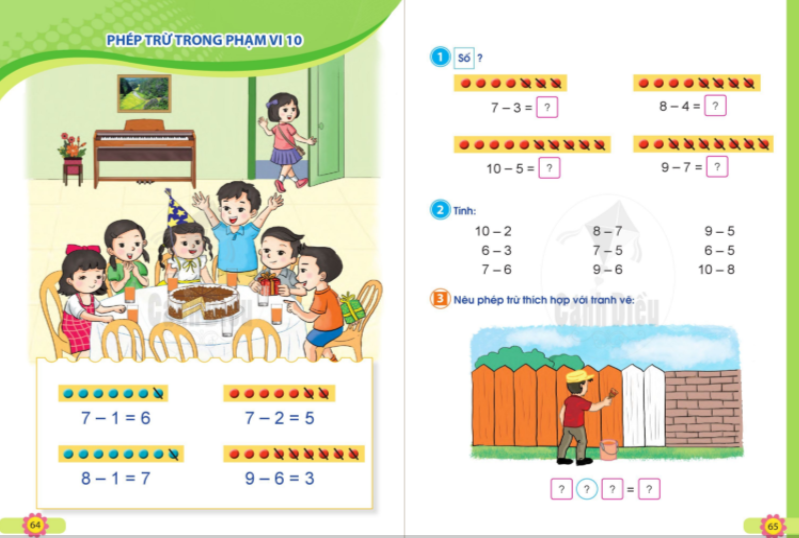 PHÉP TRỪ TRONG PHẠM VI 10
7 – 1 = 6
7 – 2 = 5
8 – 1 = 7
9 – 6 = 3
64
1 Số ?
7 – 3 = ?
8 – 4 = ?
10 – 5 = ?
9 – 7 = ?
2 Tính:
10 – 2 8 – 7 9 – 5
6 – 3 7 – 5 6 – 5
7 – 6 9 – 6 10 – 8
3 Nêu phép trừ thích hợp với tranh vẽ:
? ? ? = ?
65
Cánh Diều
Cánh Diều